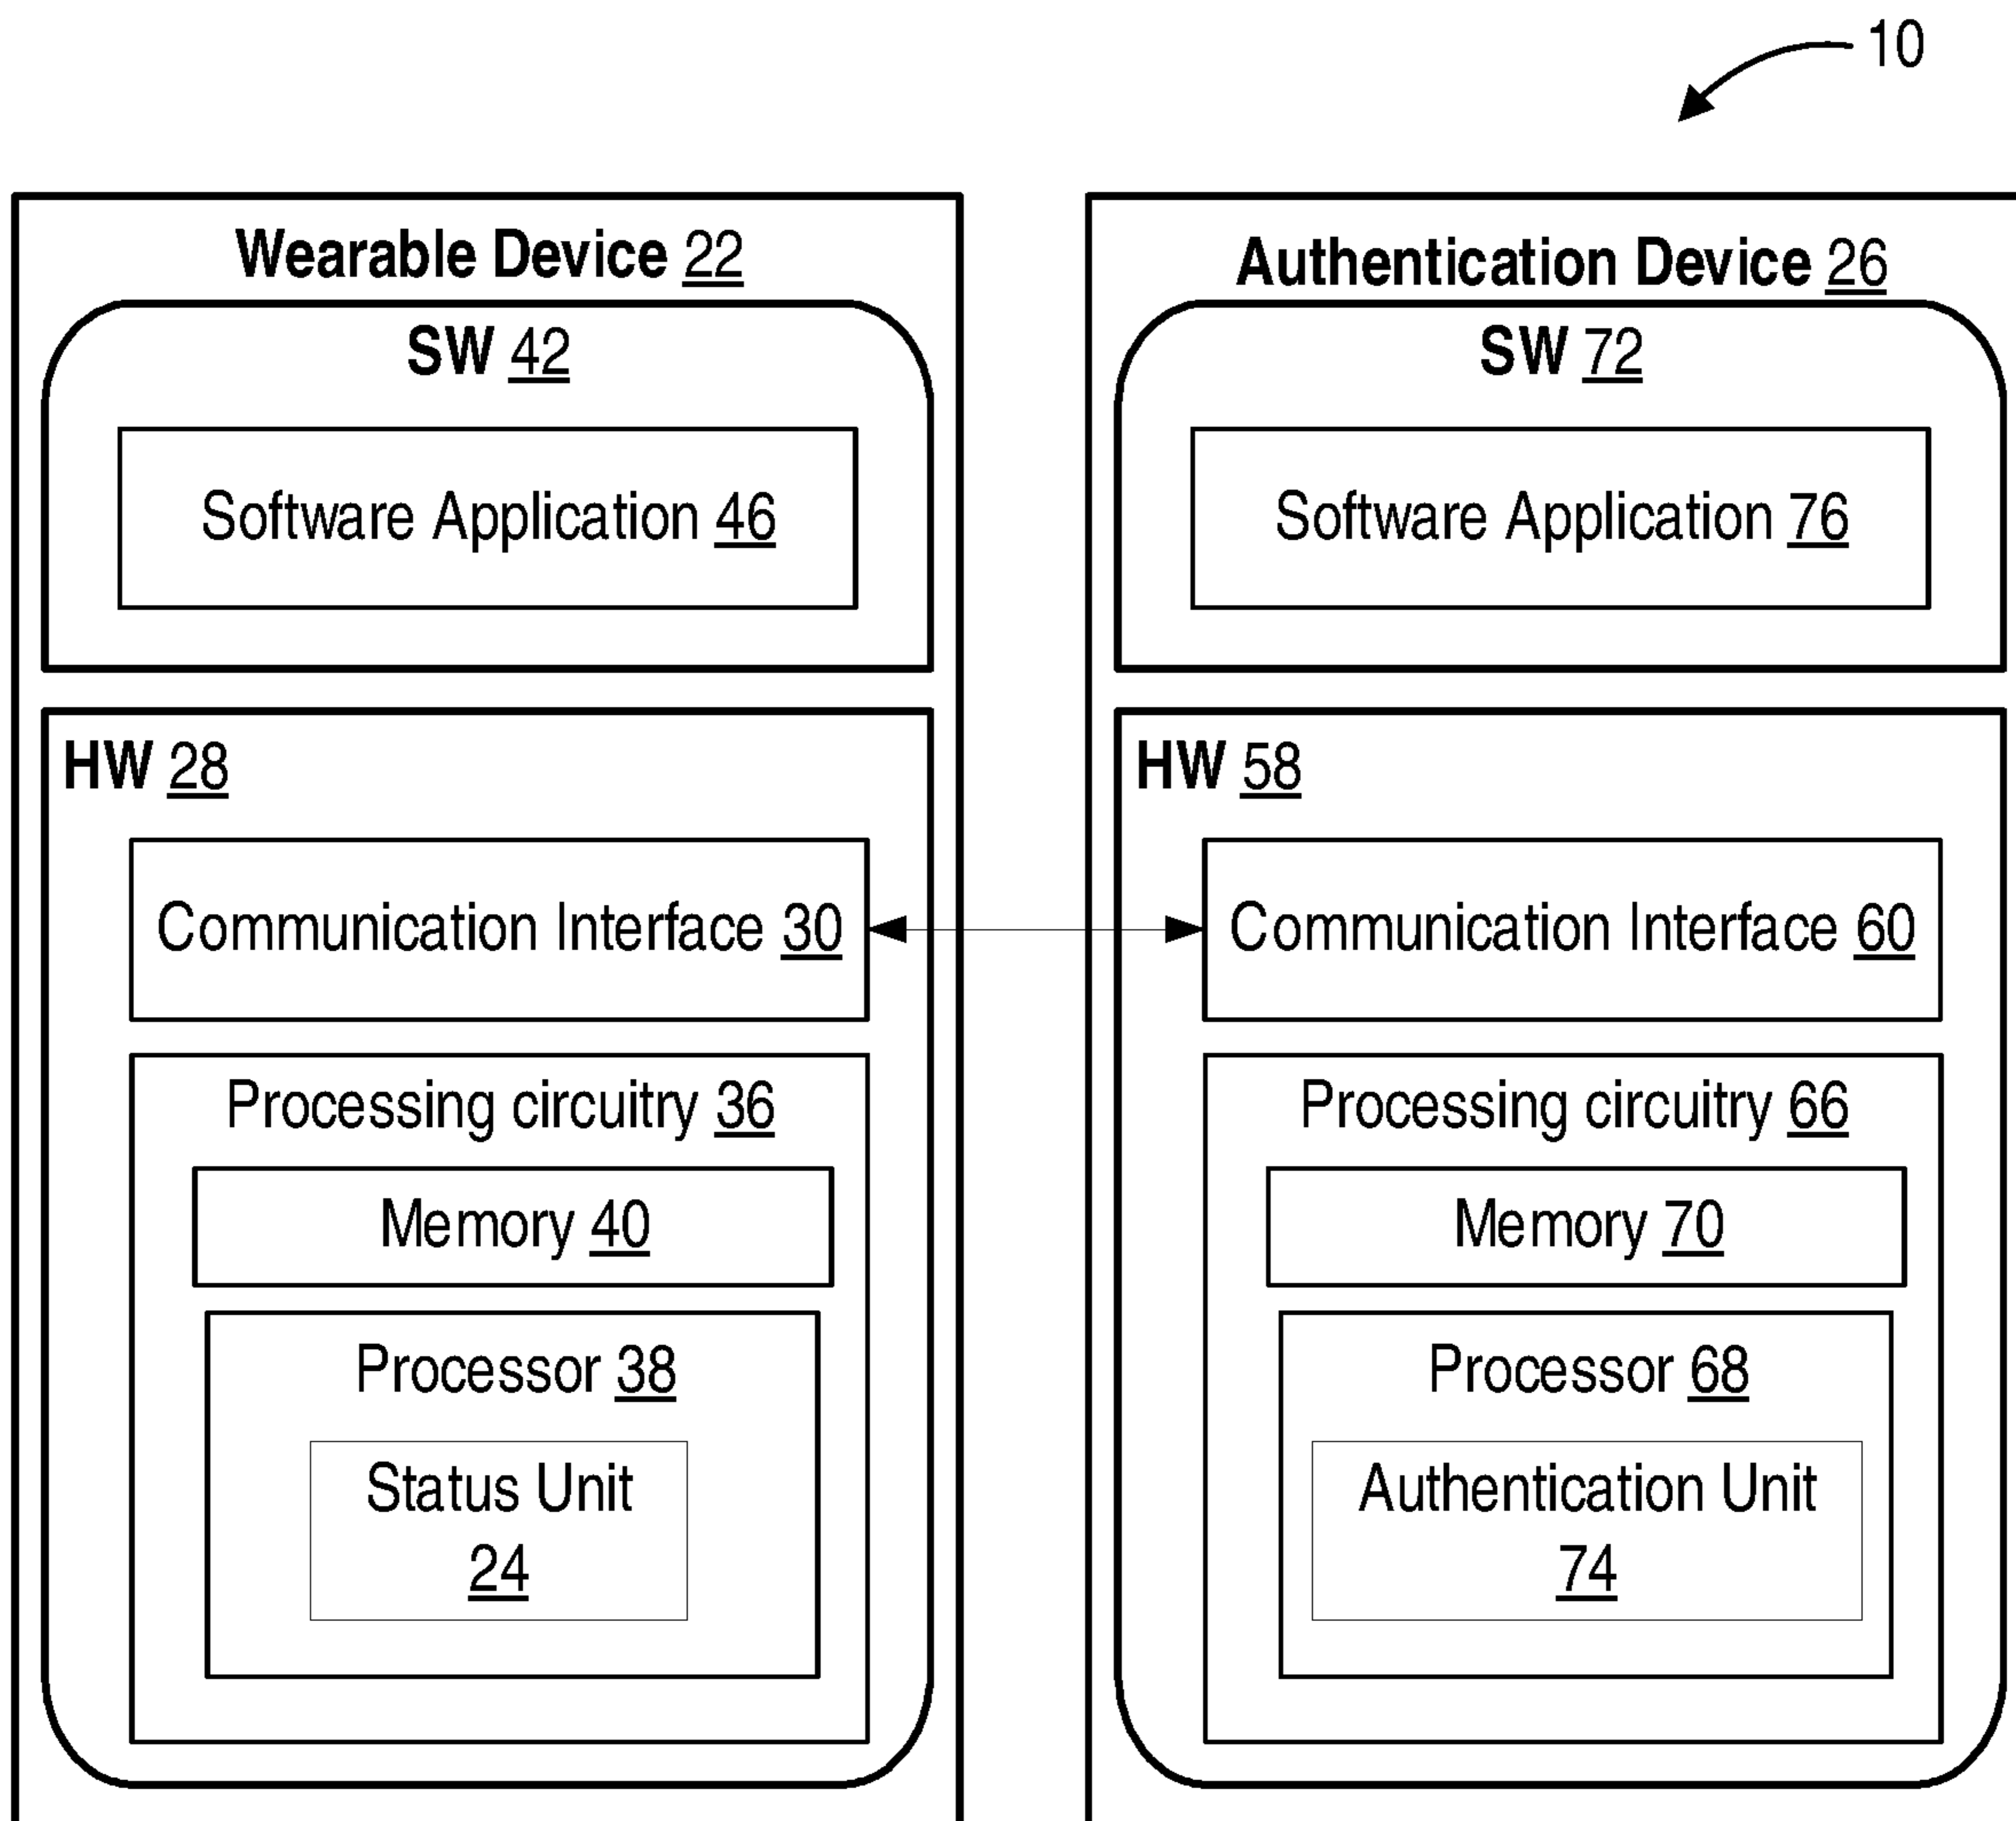 10
Wearable Device 22
SW 42
Software Application 46
HW 28
Communication Interface 30
Processing circuitry 36
Memory 40
Processor 38
Status Unit
24
Authentication Device 26
SW 72
Software Application 76
HW 58
Communication Interface 60
Processing circuitry 66
Memory 70
Processor 68
Authentication Unit
74